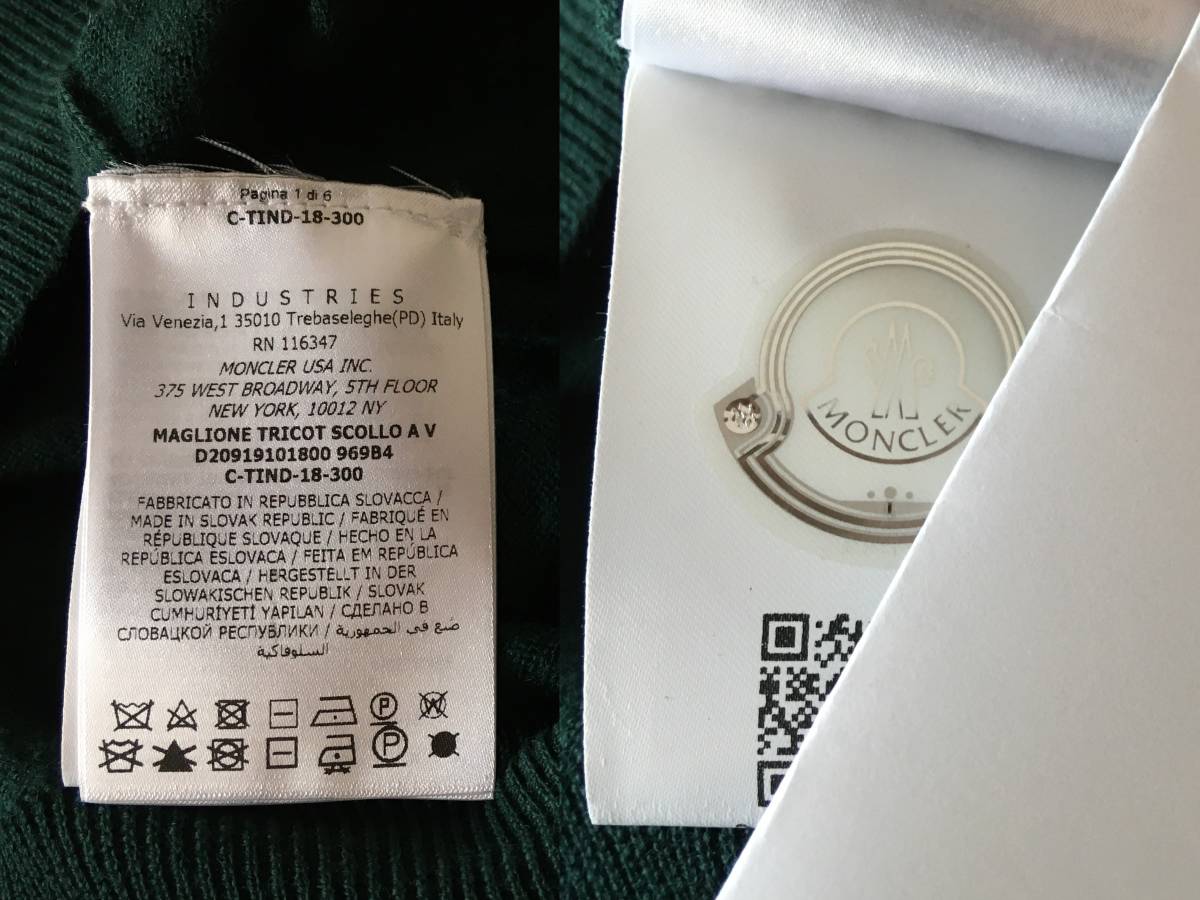 Pagina 1 di 6
C-TIND-18-300
INDUSTRIES
Via Venezia,1 35010 Trebaseleghe(PD) Italy
RN 116347
MONCLER USA INC.
375 WEST BROADWAY, 5TH FLOOR
NEW YORK, 10012 NY
MAGLIONE TRICOT SCOLLO A V
D20919101800 969B4
C-TIND-18-300
FABBRICATO IN REPUBBLICA SLOVACCA /
MADE IN SLOVAK REPUBLIC / FABRIQUÉ EN
RÉPUBLIQUE SLOVAQUE / HECHO EN LA
REPÚBLICA ESLOVACA / FEITA EM REPÚBLICA
ESLOVACA / HERGESTELLT IN DER
SLOWAKISCHEN REPUBLIK / SLOVAK
CUMHURİYETİ YAPILAN / СДЕЛАНО В
СЛОВАЦКОЙ РЕСПУБЛИКИ / صنع في الجمهورية
السلوفاكية
P W
P
M C
MONCLER